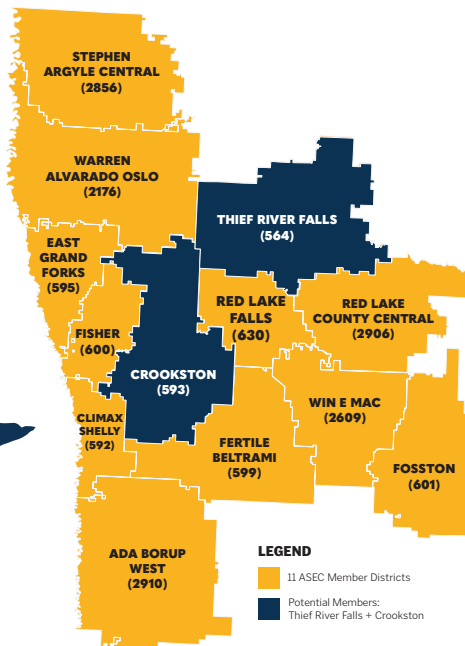 STEPHEN
ARGYLE CENTRAL
(2856)
WARREN
ALVARADO OSLO
(2176)
THIEF RIVER FALLS
(564)
EAST
GRAND
FORKS
(595)
RED LAKE
FALLS
(630)
RED LAKE
COUNTY CENTRAL
(2906)
FISHER
(600)
CROOKSTON
(593)
WIN E MAC
(2609)
CLIMAX
SHELLY
(592)
FERTILE
BELTRAMI
(599)
FOSSTON
(601)
ADA BORUP
WEST
(2910)
LEGEND
11 ASEC Member Districts
Potential Members:
Thief River Falls + Crookston